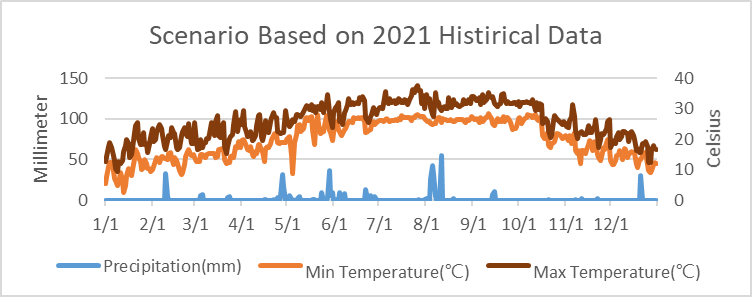 Scenario Based on 2021 Histirical Data
Millimeter
150
100
50
0
40
30
20
10
0
Celsius
1/1 2/1 3/1 4/1 5/1 6/1 7/1 8/1 9/1 10/1 11/1 12/1
Precipitation(mm) Min Temperature(℃) Max Temperature(℃)